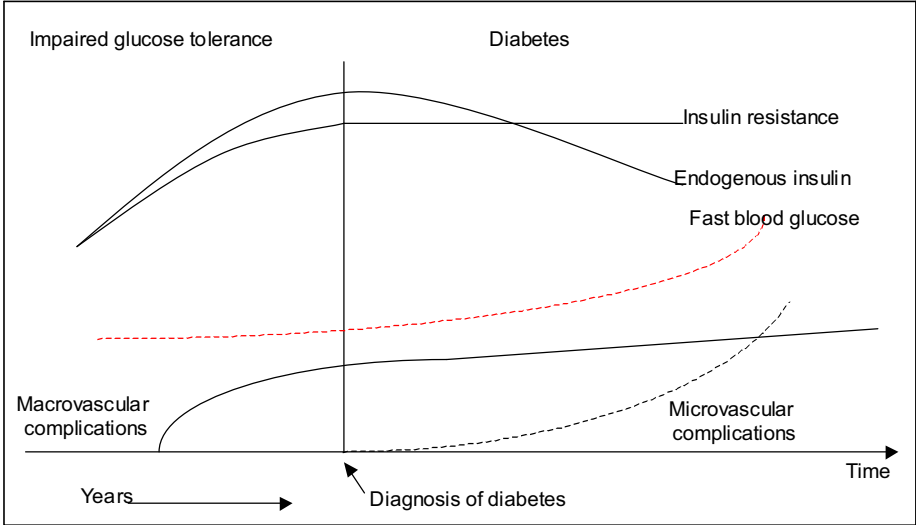 Impaired glucose tolerance
Diabetes
Insulin resistance
Endogenous insulin
Fast blood glucose
Macrovascular
complications
Microvascular
complications
Time
Years
Diagnosis of diabetes